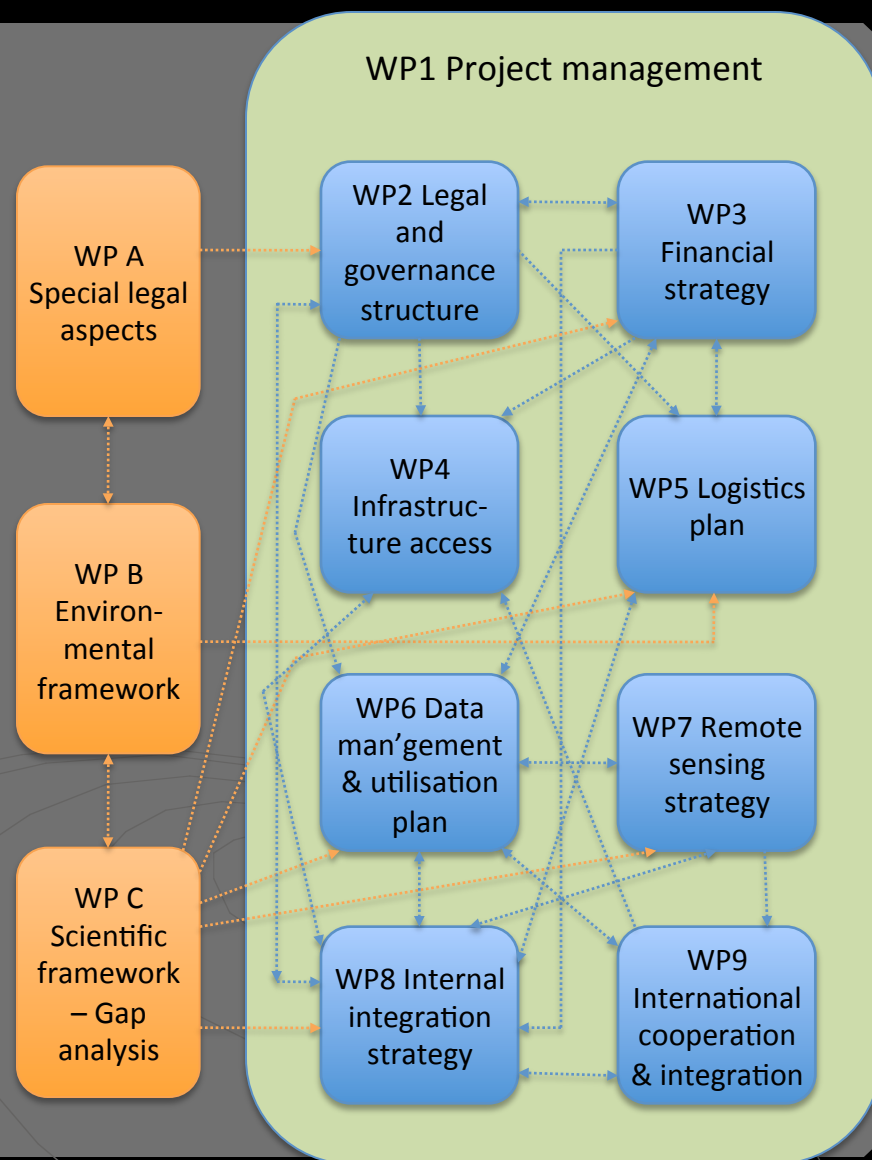 WP1 Project management
WP A
Special legal
aspects
WP2 Legal
and
governance
structure
WP3
Financial
strategy
WP B
Environ-
mental
framework
WP4
Infrastruc-
ture access
WP5 Logistics
plan
WP C
Scientific
framework
– Gap
analysis
WP6 Data
man’gement
& utilisation
plan
WP7 Remote
sensing
strategy
WP8 Internal
integration
strategy
WP9
International
cooperation
& integration